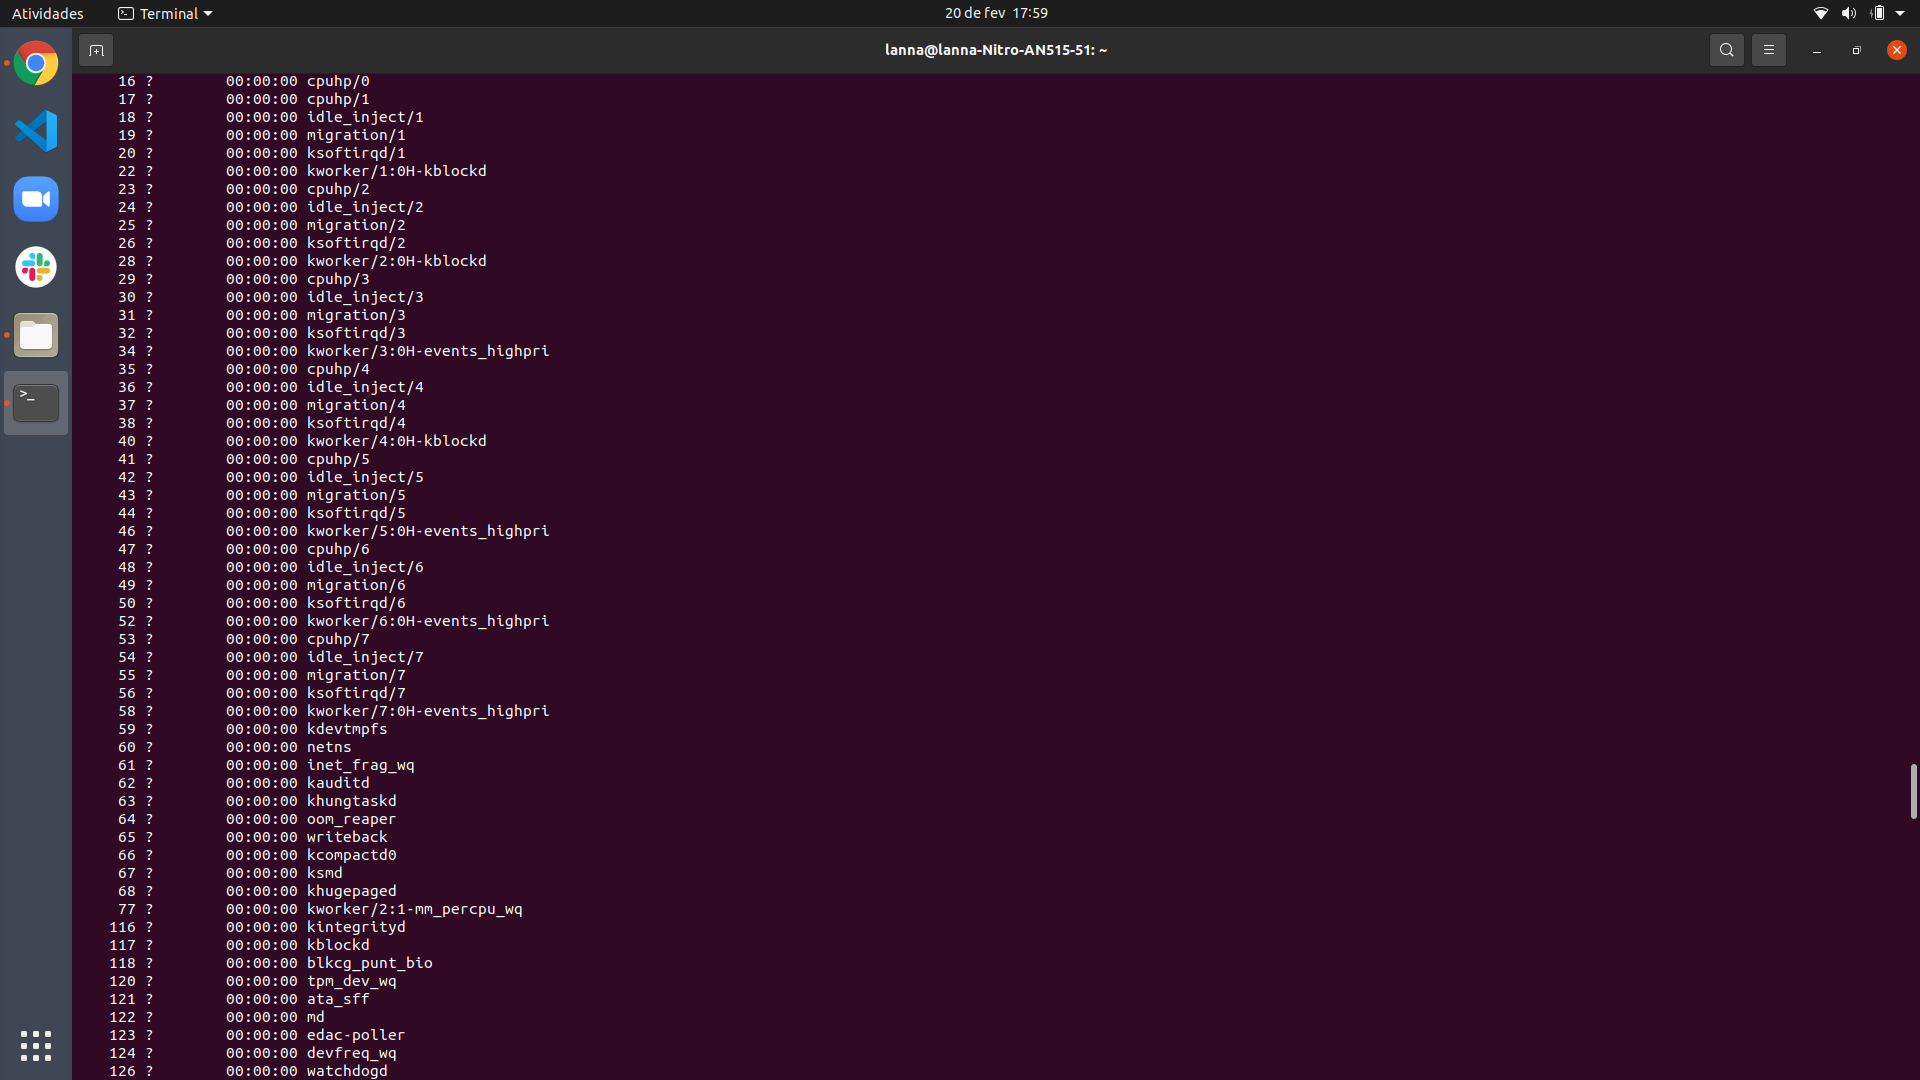 Atividades
Terminal
20 de fev 17:59
lanna@lanna-Nitro-AN515-51: ~
16 ? 00:00:00 cpuhp/0
17 ? 00:00:00 cpuhp/1
18 ? 00:00:00 idle_inject/1
19 ? 00:00:00 migration/1
20 ? 00:00:00 ksoftirqd/1
22 ? 00:00:00 kworker/1:0H-kblockd
23 ? 00:00:00 cpuhp/2
24 ? 00:00:00 idle_inject/2
25 ? 00:00:00 migration/2
26 ? 00:00:00 ksoftirqd/2
28 ? 00:00:00 kworker/2:0H-kblockd
29 ? 00:00:00 cpuhp/3
30 ? 00:00:00 idle_inject/3
31 ? 00:00:00 migration/3
32 ? 00:00:00 ksoftirqd/3
34 ? 00:00:00 kworker/3:0H-events_highpri
35 ? 00:00:00 cpuhp/4
36 ? 00:00:00 idle_inject/4
37 ? 00:00:00 migration/4
38 ? 00:00:00 ksoftirqd/4
40 ? 00:00:00 kworker/4:0H-kblockd
41 ? 00:00:00 cpuhp/5
42 ? 00:00:00 idle_inject/5
43 ? 00:00:00 migration/5
44 ? 00:00:00 ksoftirqd/5
46 ? 00:00:00 kworker/5:0H-events_highpri
47 ? 00:00:00 cpuhp/6
48 ? 00:00:00 idle_inject/6
49 ? 00:00:00 migration/6
50 ? 00:00:00 ksoftirqd/6
52 ? 00:00:00 kworker/6:0H-events_highpri
53 ? 00:00:00 cpuhp/7
54 ? 00:00:00 idle_inject/7
55 ? 00:00:00 migration/7
56 ? 00:00:00 ksoftirqd/7
58 ? 00:00:00 kworker/7:0H-events_highpri
59 ? 00:00:00 kdevtmpfs
60 ? 00:00:00 netns
61 ? 00:00:00 inet_frag_wq
62 ? 00:00:00 kauditd
63 ? 00:00:00 khungtaskd
64 ? 00:00:00 oom_reaper
65 ? 00:00:00 writeback
66 ? 00:00:00 kcompactd0
67 ? 00:00:00 ksmd
68 ? 00:00:00 khugepaged
77 ? 00:00:00 kworker/2:1-mm_percpu_wq
116 ? 00:00:00 kintegrityd
117 ? 00:00:00 kblockd
118 ? 00:00:00 blkcg_punt_bio
120 ? 00:00:00 tpm_dev_wq
121 ? 00:00:00 ata_sff
122 ? 00:00:00 md
123 ? 00:00:00 edac-poller
124 ? 00:00:00 devfreq_wq
126 ? 00:00:00 watchdogd